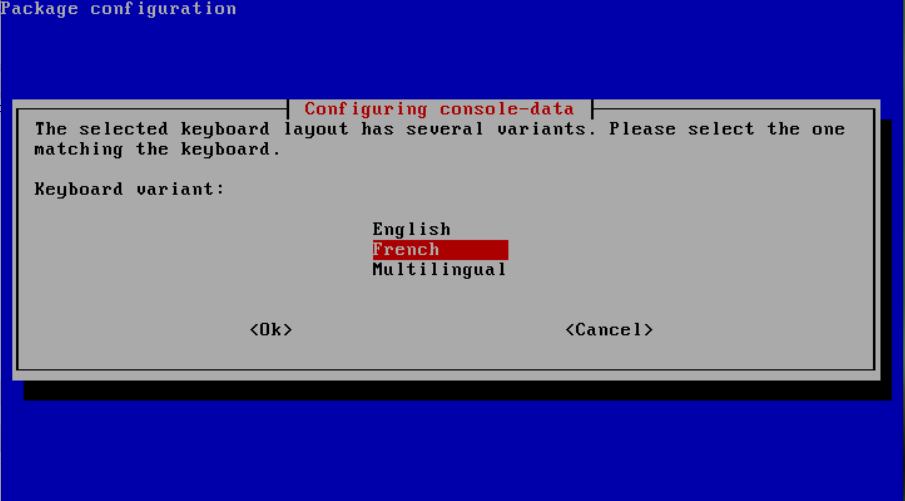 Package configuration
Configuring console-data
The selected keyboard layout has several variants. Please select the one
matching the keyboard.
Keyboard variant:
English
French
Multilingual
<Ok> <Cancel>